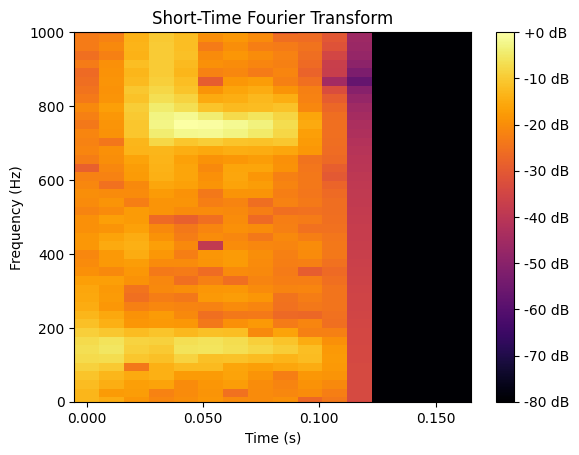 Short-Time Fourier Transform
1000
800
600
400
200
0
Frequency (Hz)
0.000
0.050
0.100
0.150
Time (s)
+0 dB
-10 dB
-20 dB
-30 dB
-40 dB
-50 dB
-60 dB
-70 dB
-80 dB